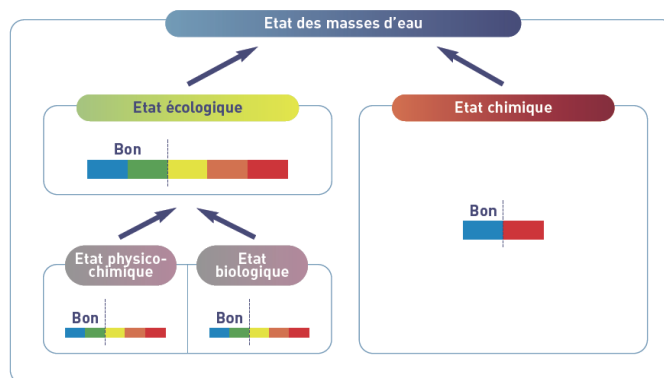 Etat des masses d'eau
Etat écologique
Bon
Etat chimique
Bon
Etat physico-
chimique
Bon
Etat
biologique
Bon